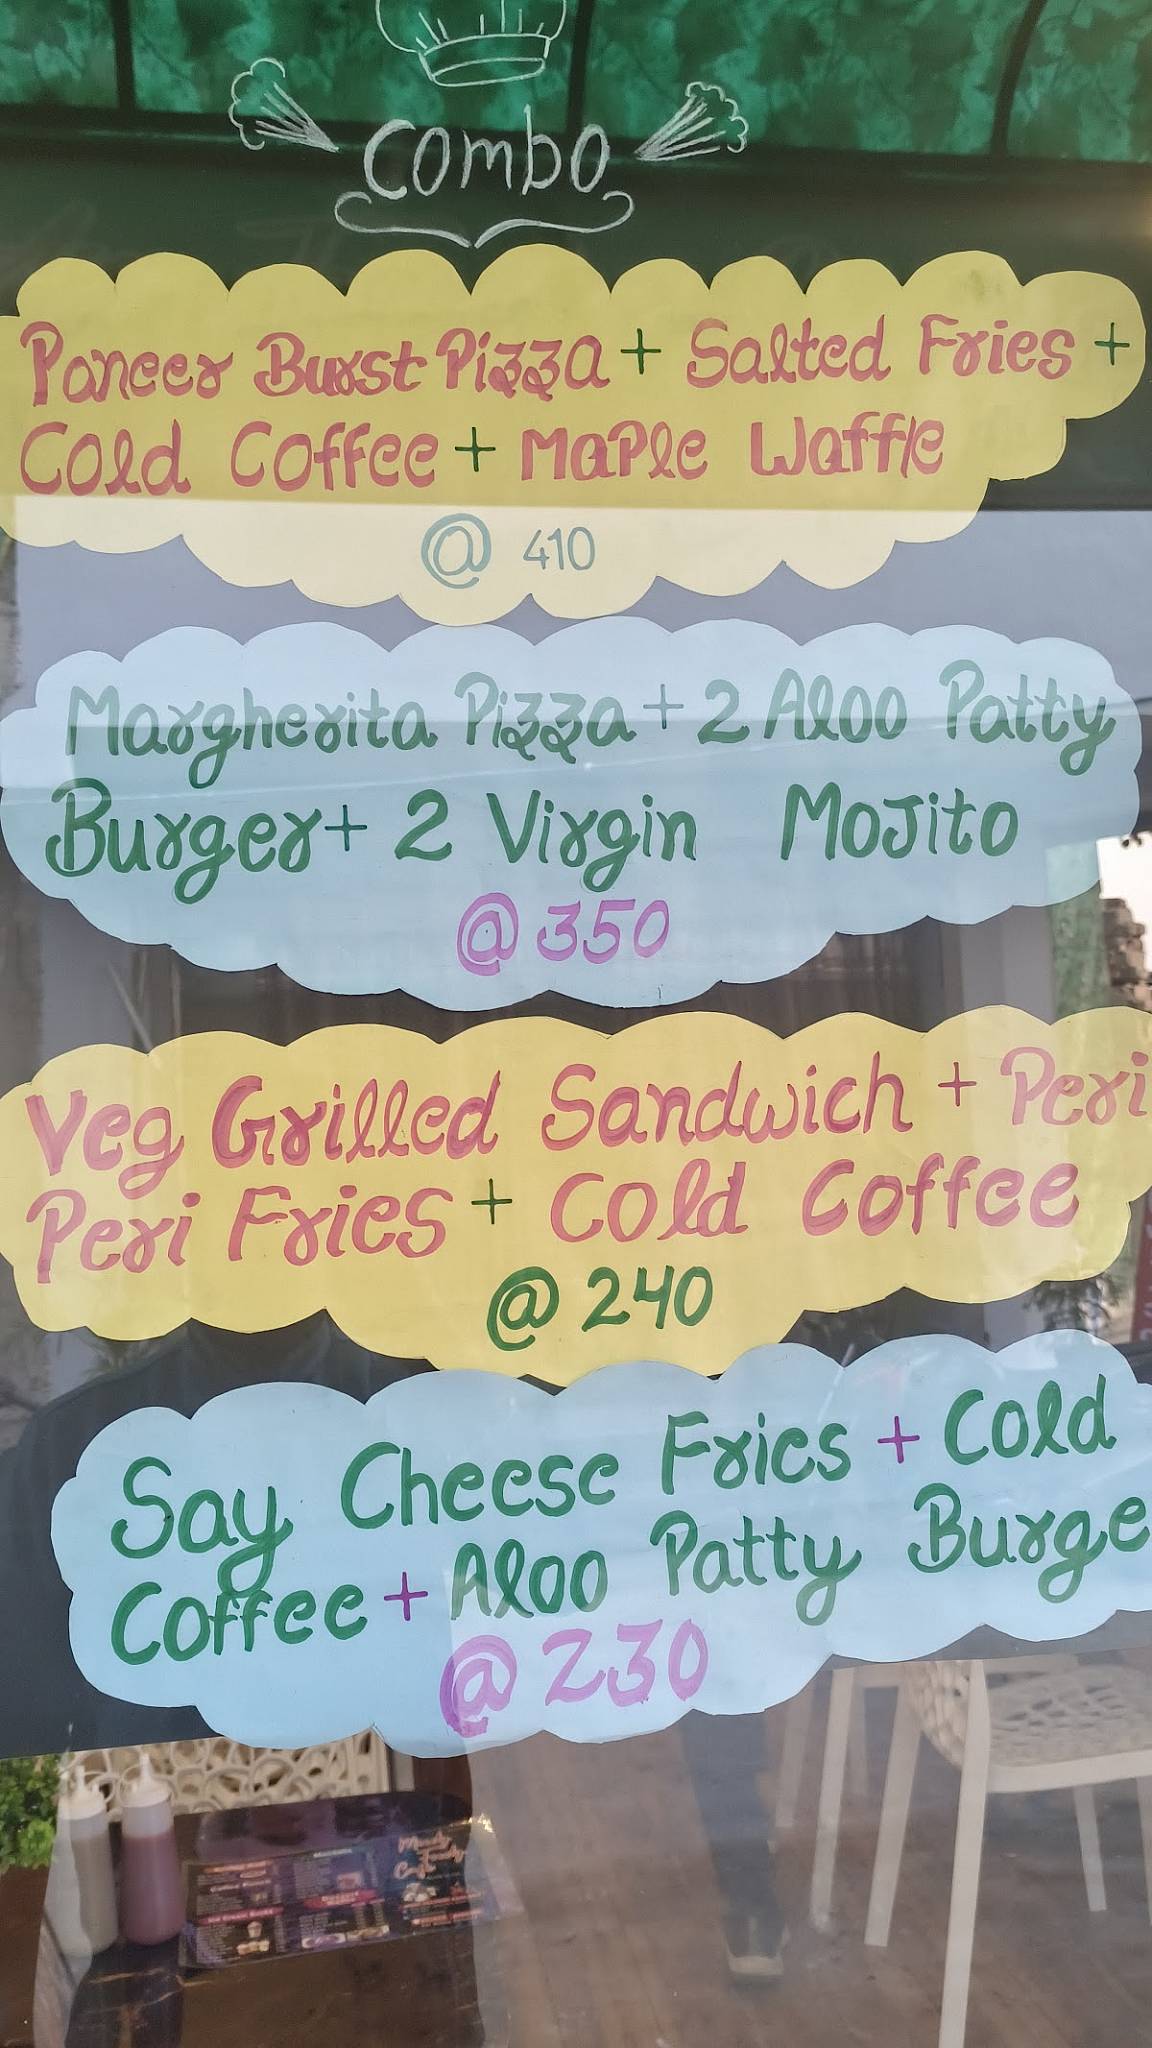 Combo
Paneer Burst Pizza + Salted Fries +
Cold Coffee + Maple Waffle
@ 410
Margherita Pizza + 2 Aloo Patty
Burger + 2 Virgin Mojito
@ 350
Veg Grilled Sandwich + Peri
Peri Fries + Cold Coffee
@ 240
Say Cheese Fries + Cold
Coffee + Aloo Patty Burge
@ 230